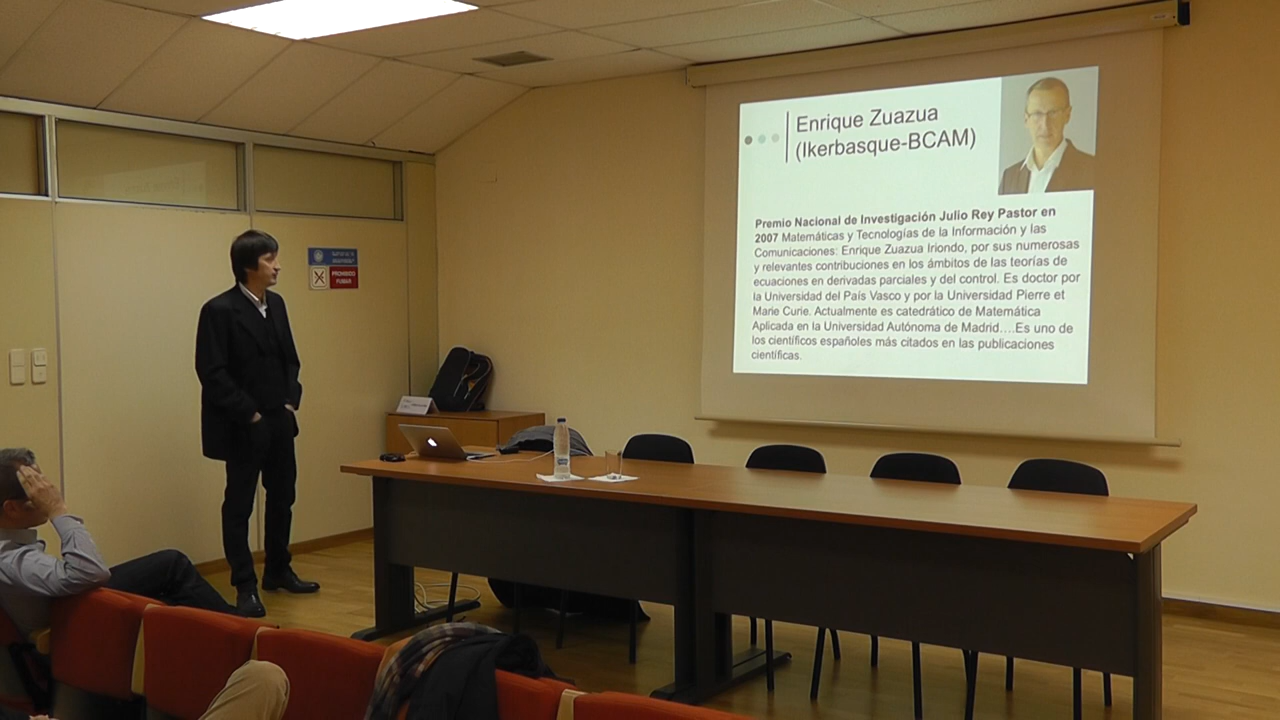 Enrique Zuazua
(Ikerbasque-BCAM)
Premio Nacional de Investigación Julio Rey Pastor en
2007 Matemáticas y Tecnologías de la Información y las
Comunicaciones: Enrique Zuazua Iriondo, por sus numerosas
y relevantes contribuciones en los ámbitos de las teorías de
ecuaciones en derivadas parciales y del control. Es doctor por
la Universidad del País Vasco y por la Universidad Pierre et
Marie Curie. Actualmente es catedrático de Matemática
Aplicada en la Universidad Autónoma de Madrid….Es uno de
los científicos españoles más citados en las publicaciones
científicas.
PROHIBIDO
FUMAR